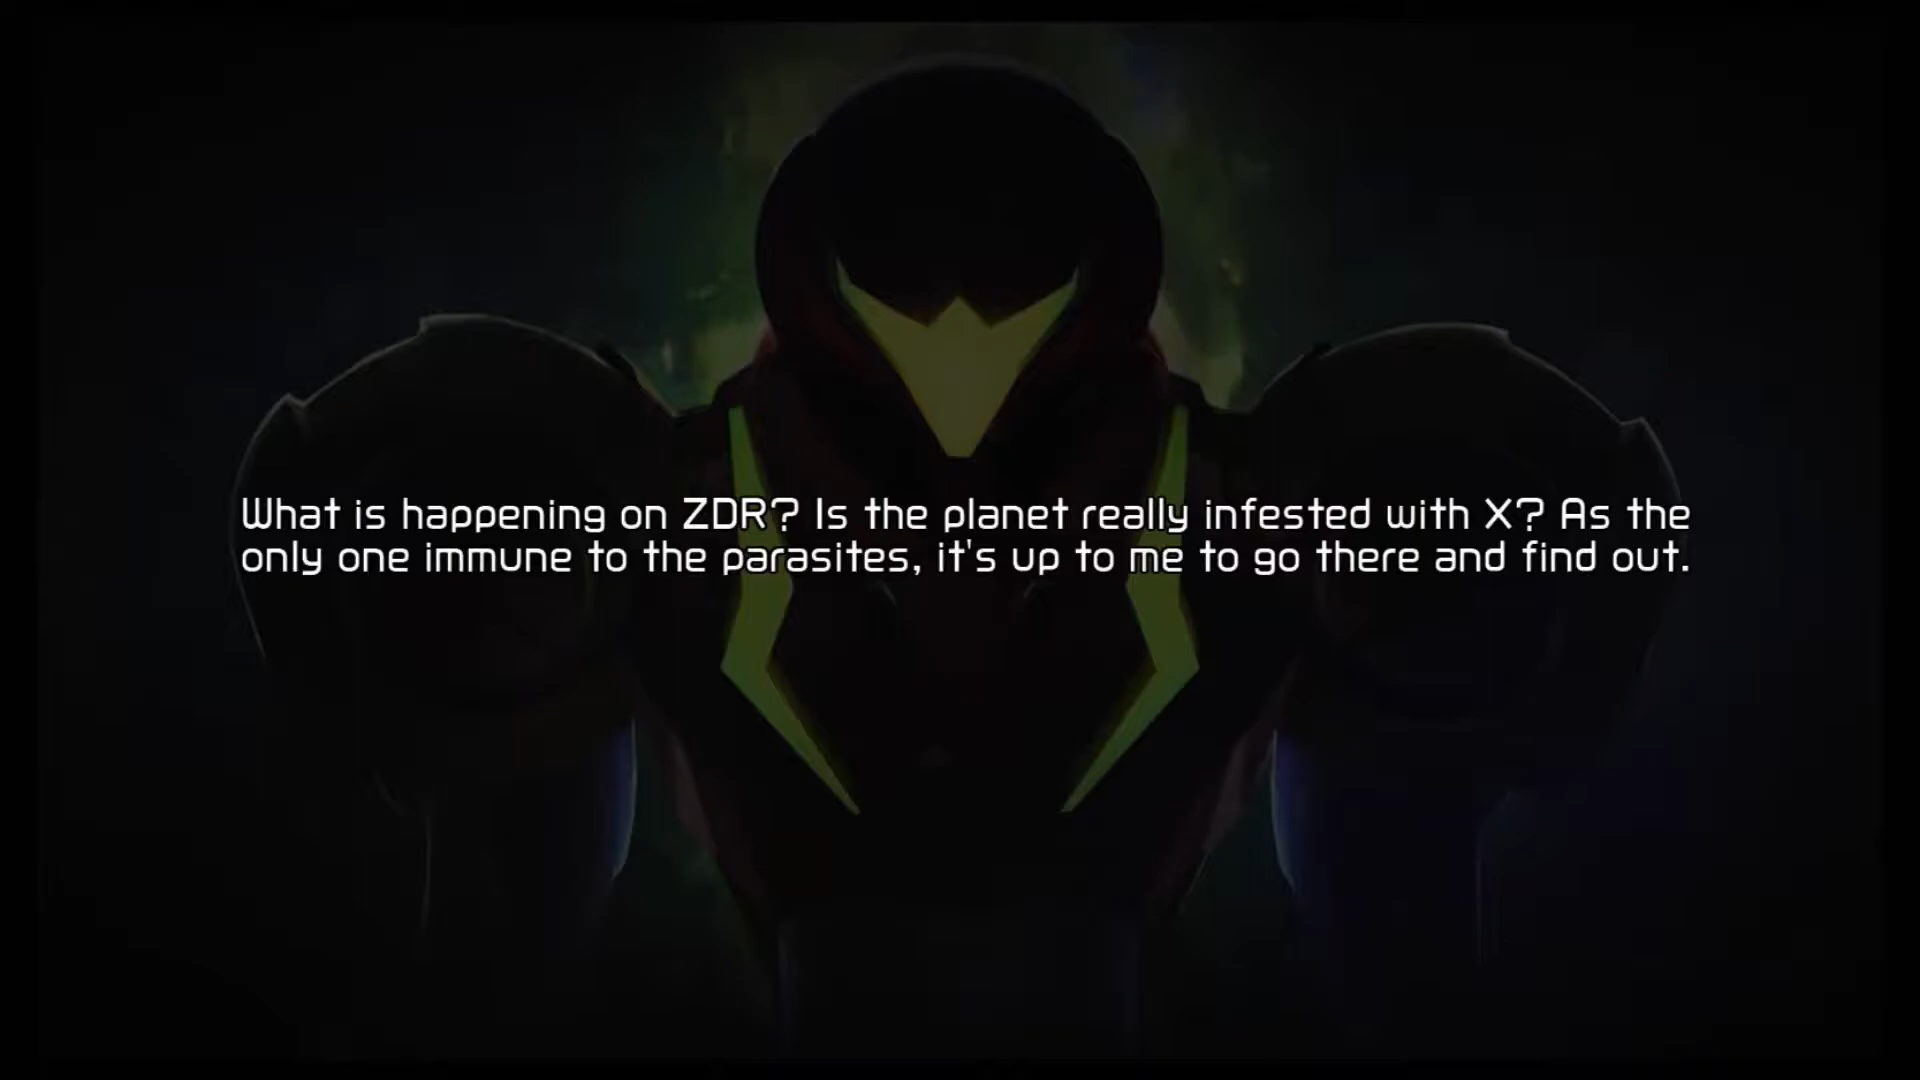 What is happening on ZDR? Is the planet really infested with X? As the
only one immune to the parasites, it's up to me to go there and find out.